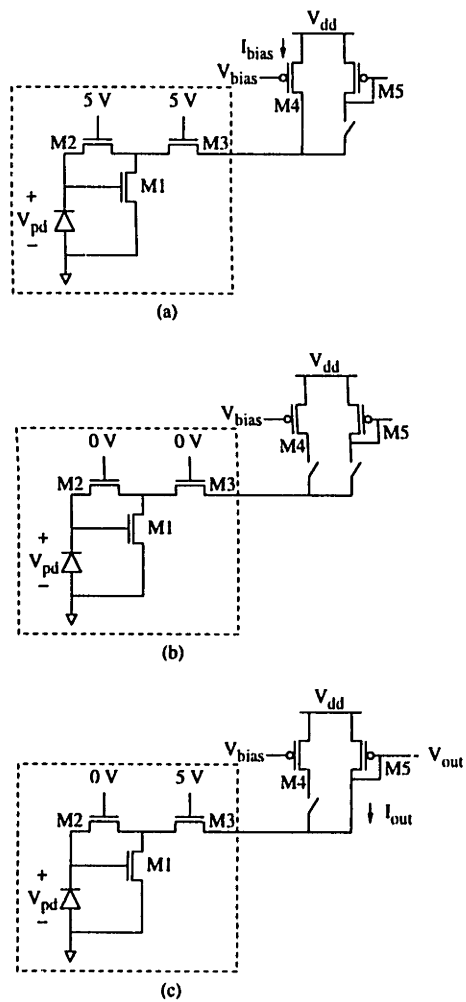 V_dd
I_bias
V_bias
M4
M5
5 V 5 V
M2 M3
M1
+
V_pd
−
(a)
V_dd
V_bias
M4
M5
0 V 0 V
M2 M3
M1
+
V_pd
−
(b)
V_dd
V_bias
M4
M5
V_out
I_out
0 V 5 V
M2 M3
M1
+
V_pd
−
(c)